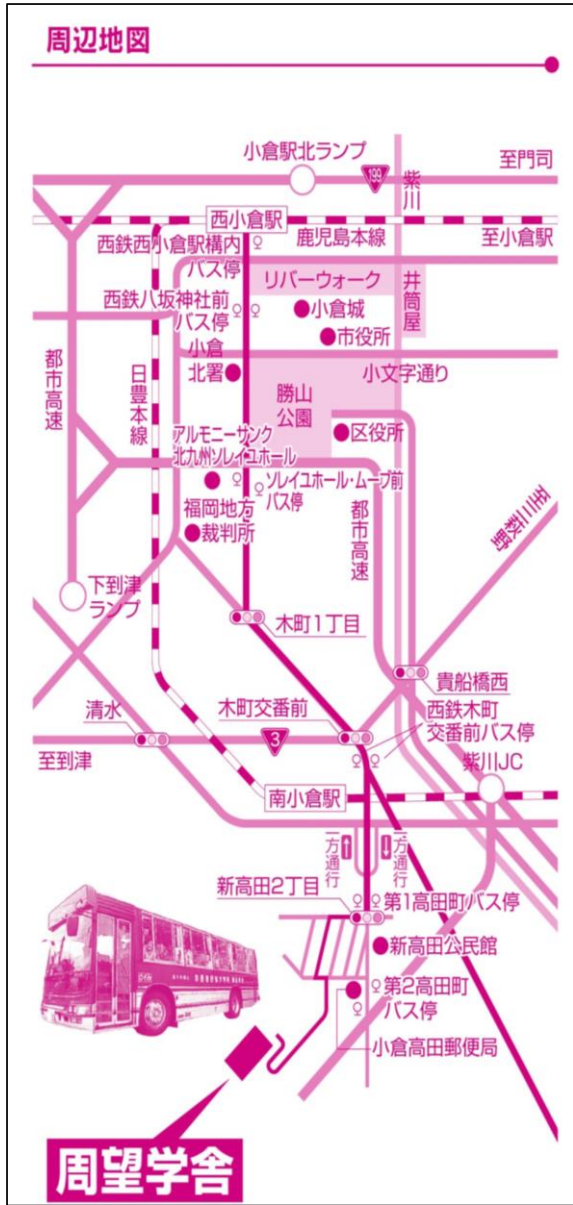 周辺地図
小倉駅北ランプ
199
紫川
至門司
西小倉駅
鹿児島本線
至小倉駅
西鉄西小倉駅構内
バス停
リバーウォーク
井筒屋
西鉄八坂神社前
バス停
小倉城
市役所
小倉
北署
小文字通り
都市高速
日豊本線
勝山
公園
区役所
アルモニーサンク
北九州ソレイユホール
ソレイユホール・ムーブ前
バス停
福岡地方
裁判所
都市高速
至三萩野
下到津
ランプ
木町1丁目
貴船橋西
清水
木町交番前
西鉄木町
交番前バス停
3
至到津
紫川JC
南小倉駅
一方通行
一方通行
新高田2丁目
第1高田町バス停
新高田公民館
第2高田町
バス停
小倉高田郵便局
周望学舎